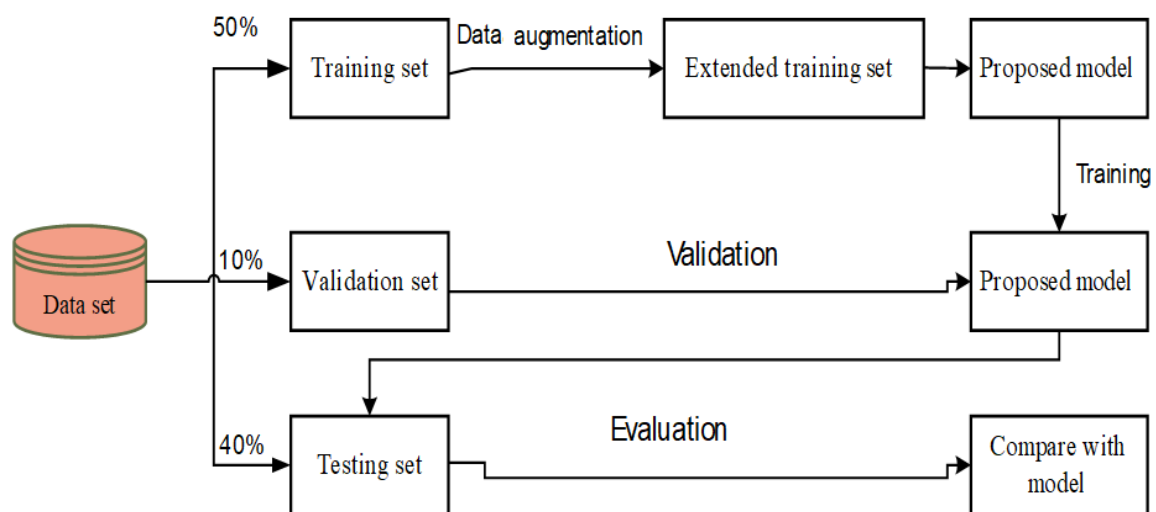 50%
Data augmentation
Training set
Extended training set
Proposed model
Training
10%
Validation
Data set
Validation set
Proposed model
40%
Evaluation
Testing set
Compare with
model